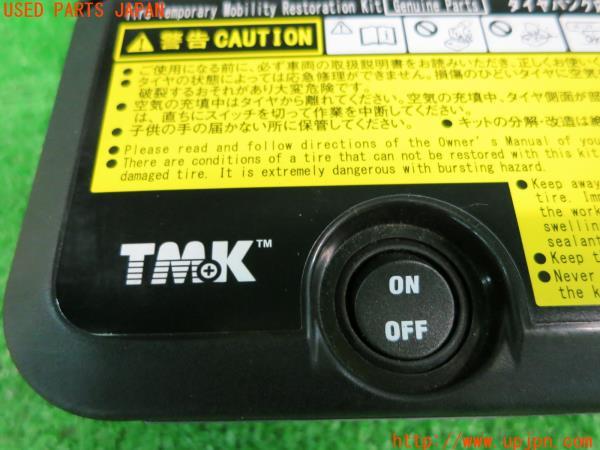 USED PARTS JAPAN
Temporary Mobility Restoration Kit Genuine Parts タイヤパンク
警告 CAUTION
●ご使用になる前に、必ず車両の取扱説明書をお読みいただき、正しくお使いく
●タイヤの状態によっては応急修理ができません。損傷のひどいタイヤに空気を
破裂するおそれがあり大変危険です。
●空気の充填中はタイヤから離れてください。空気の充填中、タイヤ側面が
は、直ちにスイッチを切って作業を中断してください。
●子供の手の届かない所に保管してください。 ●キットの分解・改造は絶
●Please read and follow directions of the Owner's Manual of you
●There are conditions of a tire that can not be restored with this kit
damaged tire. It is extremely dangerous with bursting hazard.
●Keep away
tire. Imm
the work
swelling
sealant
●Keep t
●Never
the k
TMK™
ON
OFF
http://www.upjpn.com/